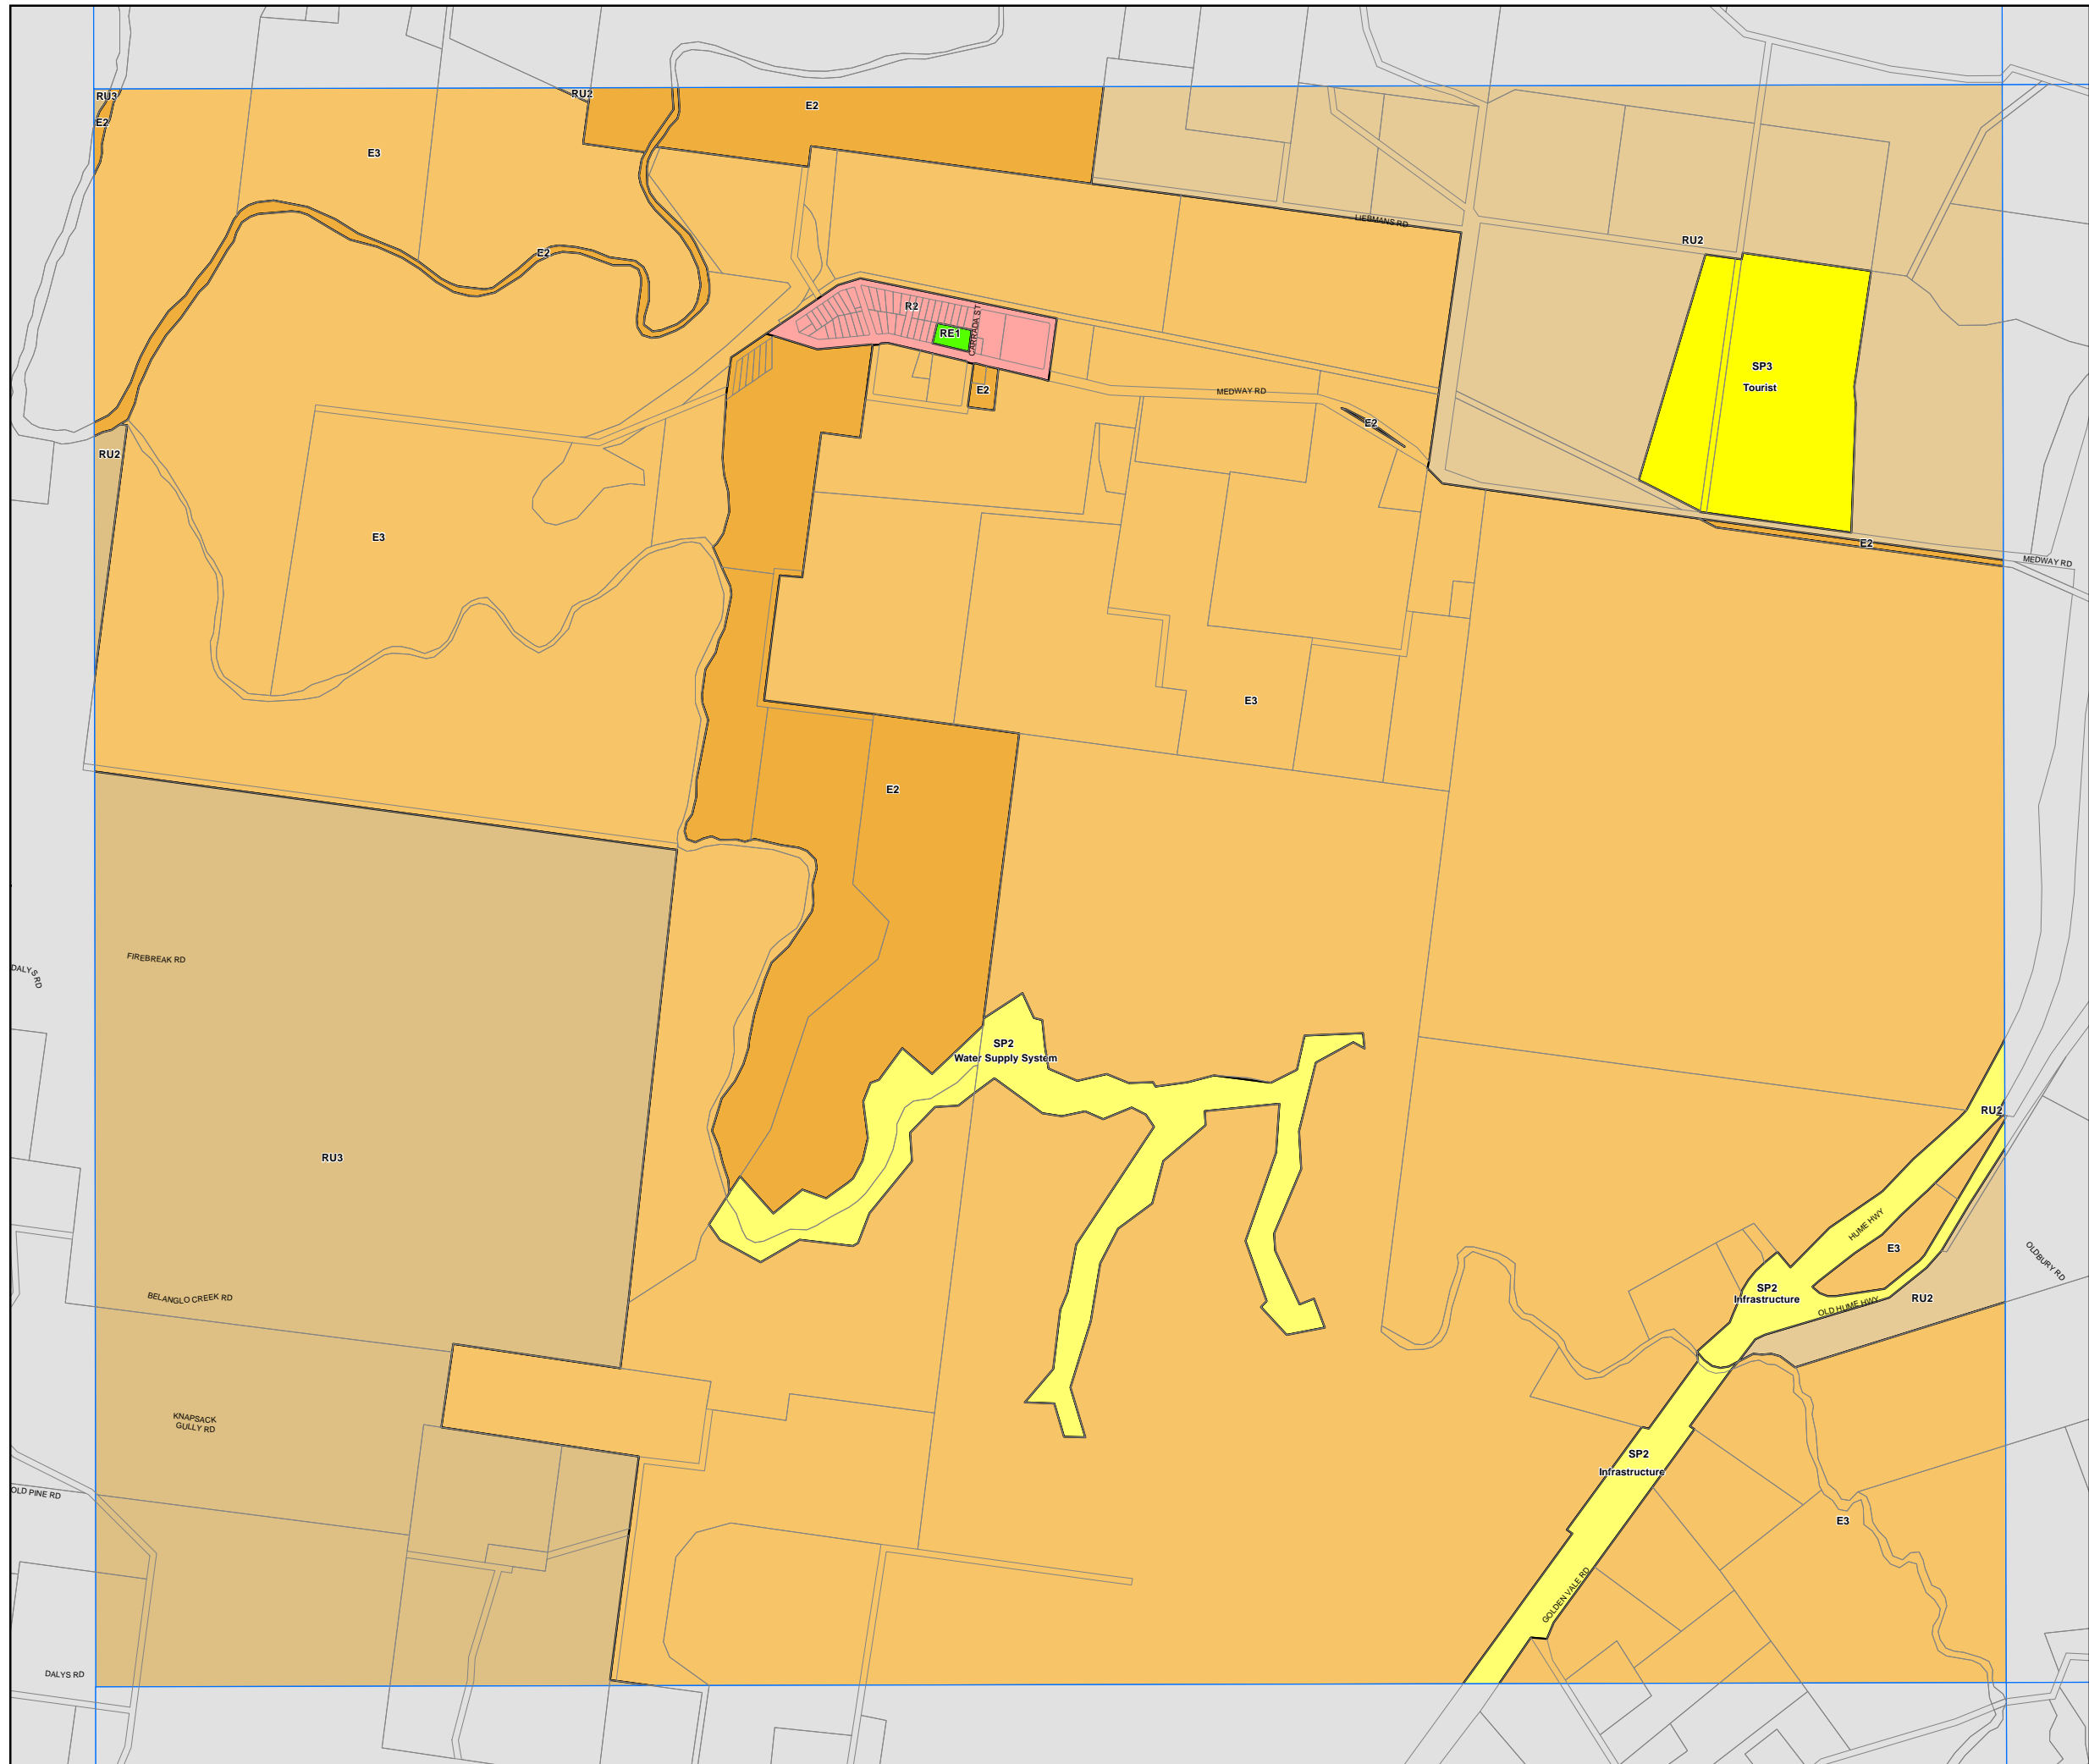 RU3
RU2
E2
E2
E3
LIEBMANS RD
RU2
E2
R2
CARRADA ST
RE1
SP3
Tourist
E2
MEDWAY RD
E2
RU2
E3
E2
MEDWAY RD
E3
E2
FIREBREAK RD
DALYS RD
SP2
Water Supply System
RU2
RU3
HUME HWY
E3
OLDBURY RD
SP2
Infrastructure
RU2
OLD HUME HWY
BELANGLO CREEK RD
KNAPSACK
GULLY RD
SP2
Infrastructure
OLD PINE RD
E3
GOLDEN VALE RD
DALYS RD